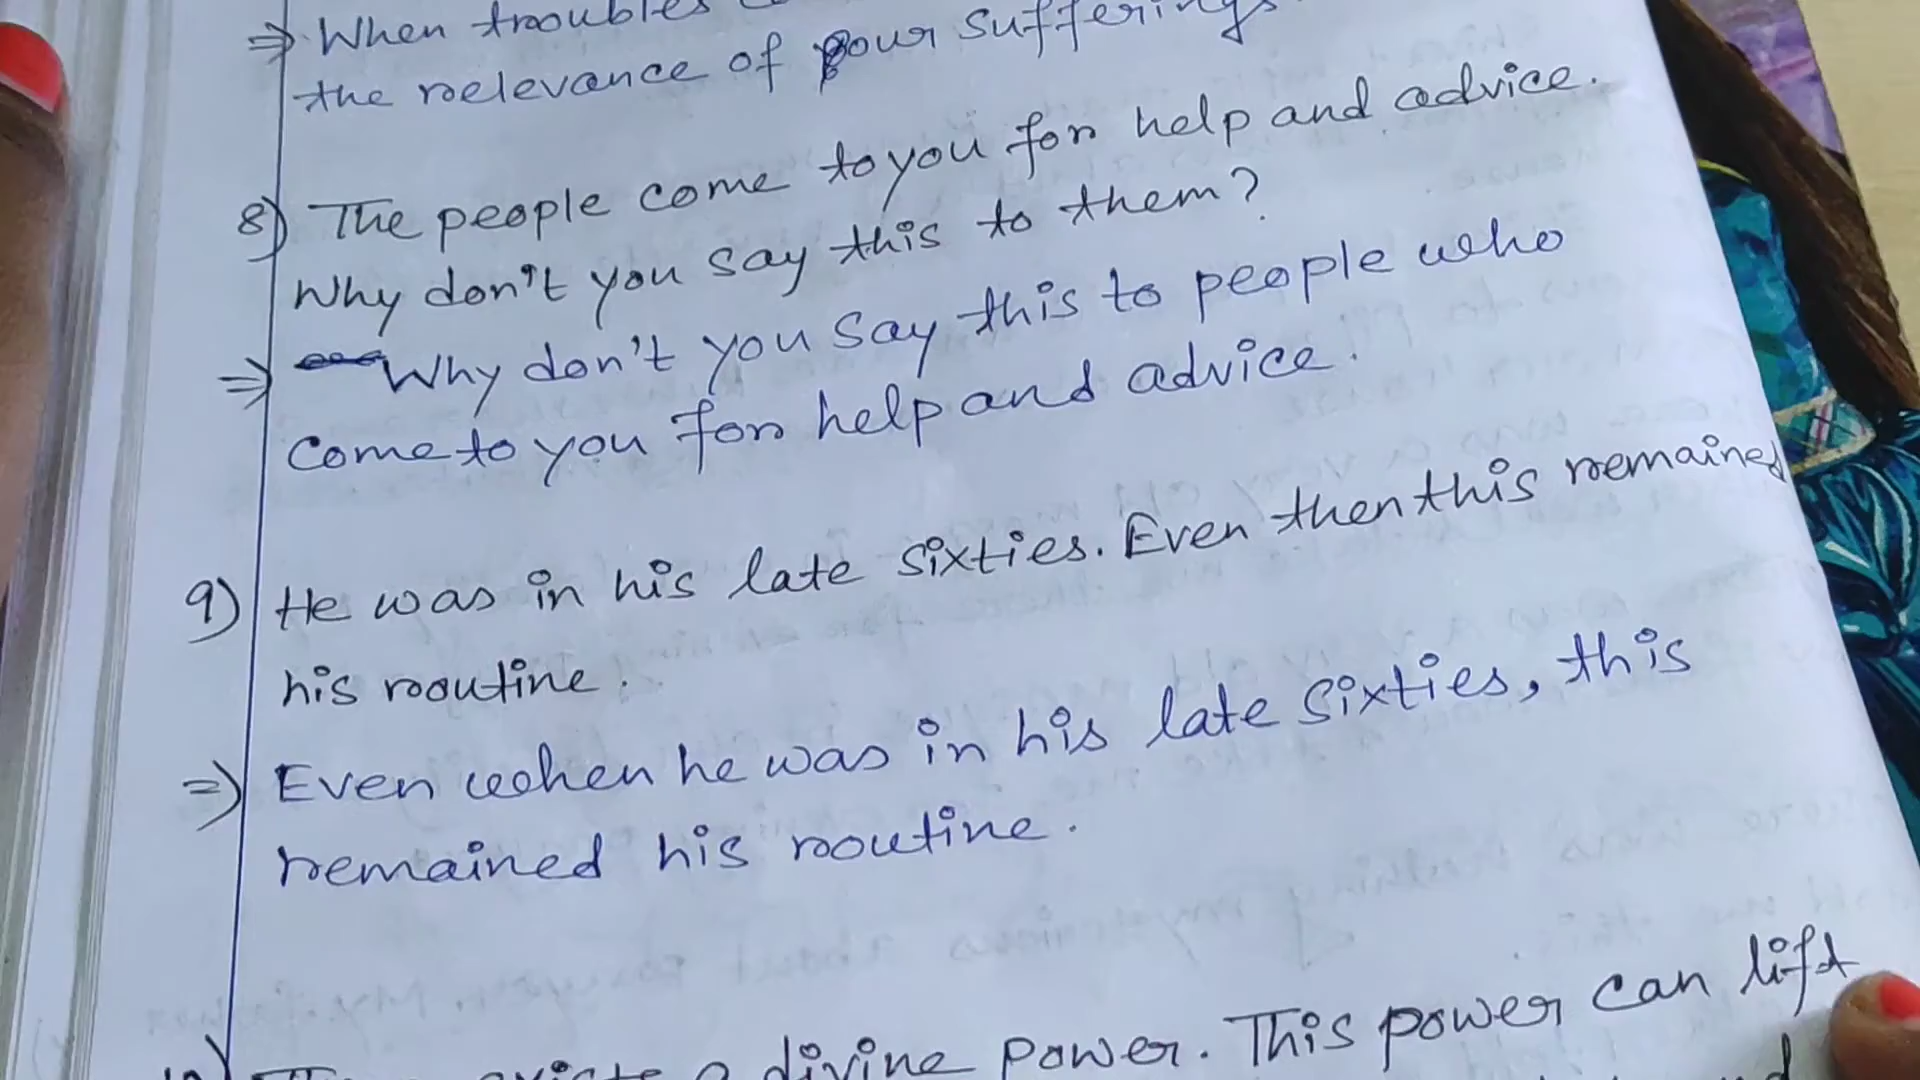 ⇒ When troubles
the relevance of your sufferings
8) The people come to you for help and advice.
Why don't you say this to them?
⇒ Why don't you say this to people who
come to you for help and advice.
9) He was in his late sixties. Even then this remained
his routine.
⇒ Even when he was in his late sixties, this
remained his routine.
a divine power. This power can lift